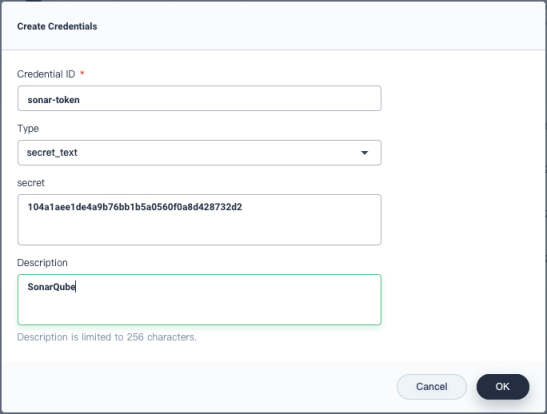 Create Credentials
Credential ID *
sonar-token
Type
secret_text
secret
104a1aee1de4a9b76bb1b5a0560f0a8d428732d2
Description
SonarQube
Description is limited to 256 characters.
Cancel OK